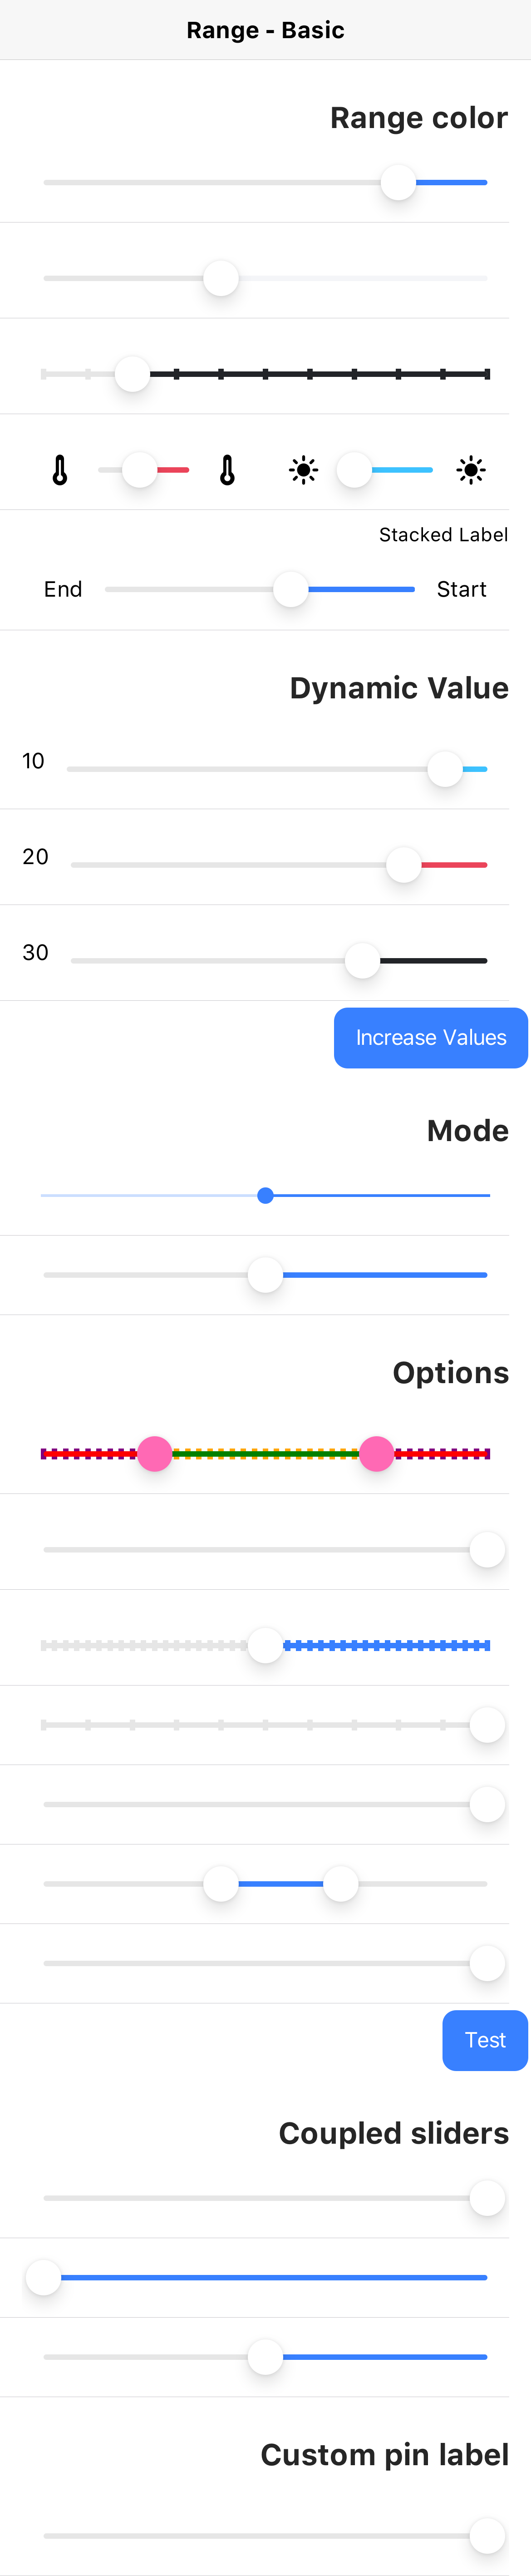 Range - Basic
Range color
Stacked Label
End Start
Dynamic Value
10
20
30
Increase Values
Mode
Options
Test
Coupled sliders
Custom pin label